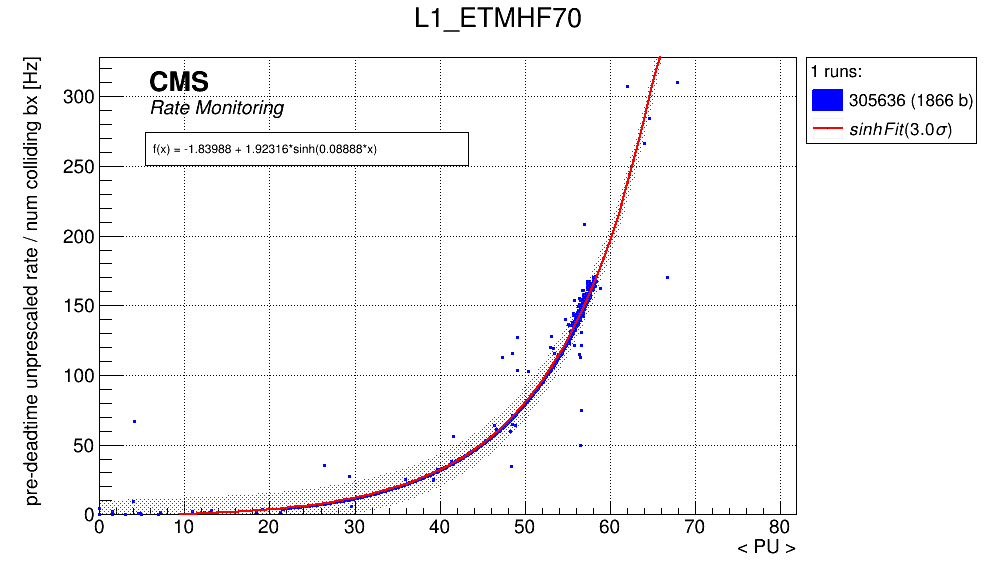 L1_ETMHF70
pre-deadtime unprescaled rate / num colliding bx [Hz]
CMS
Rate Monitoring
f(x) = -1.83988 + 1.92316*sinh(0.08888*x)
300
250
200
150
100
50
0
0 10 20 30 40 50 60 70 80
< PU >
1 runs:
305636 (1866 b)
sinhFit(3.0σ)